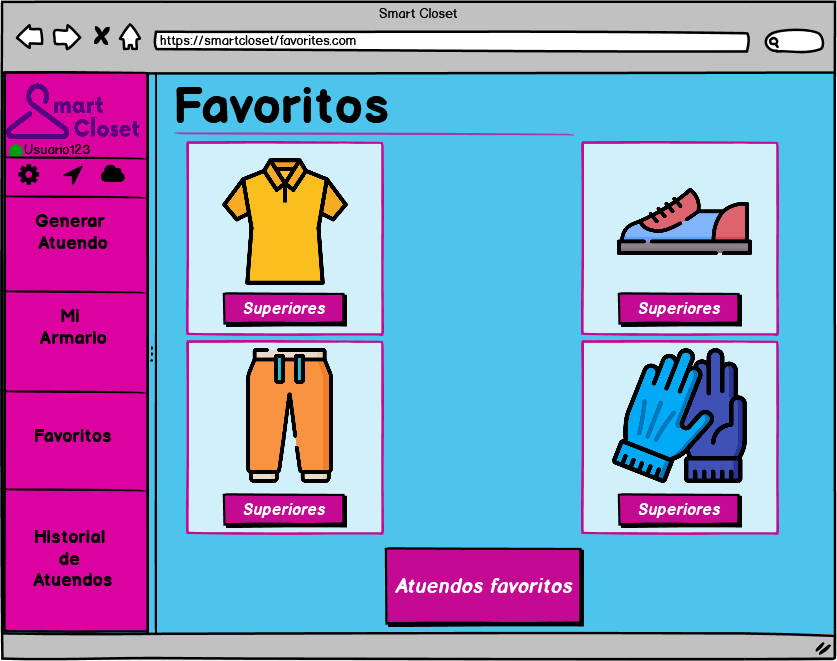 Smart Closet
https://smartcloset/favorites.com
Smart
Closet
Usuario123
Generar
Atuendo
Mi
Armario
Favoritos
Historial
de
Atuendos
Favoritos
Superiores
Superiores
Superiores
Superiores
Atuendos favoritos